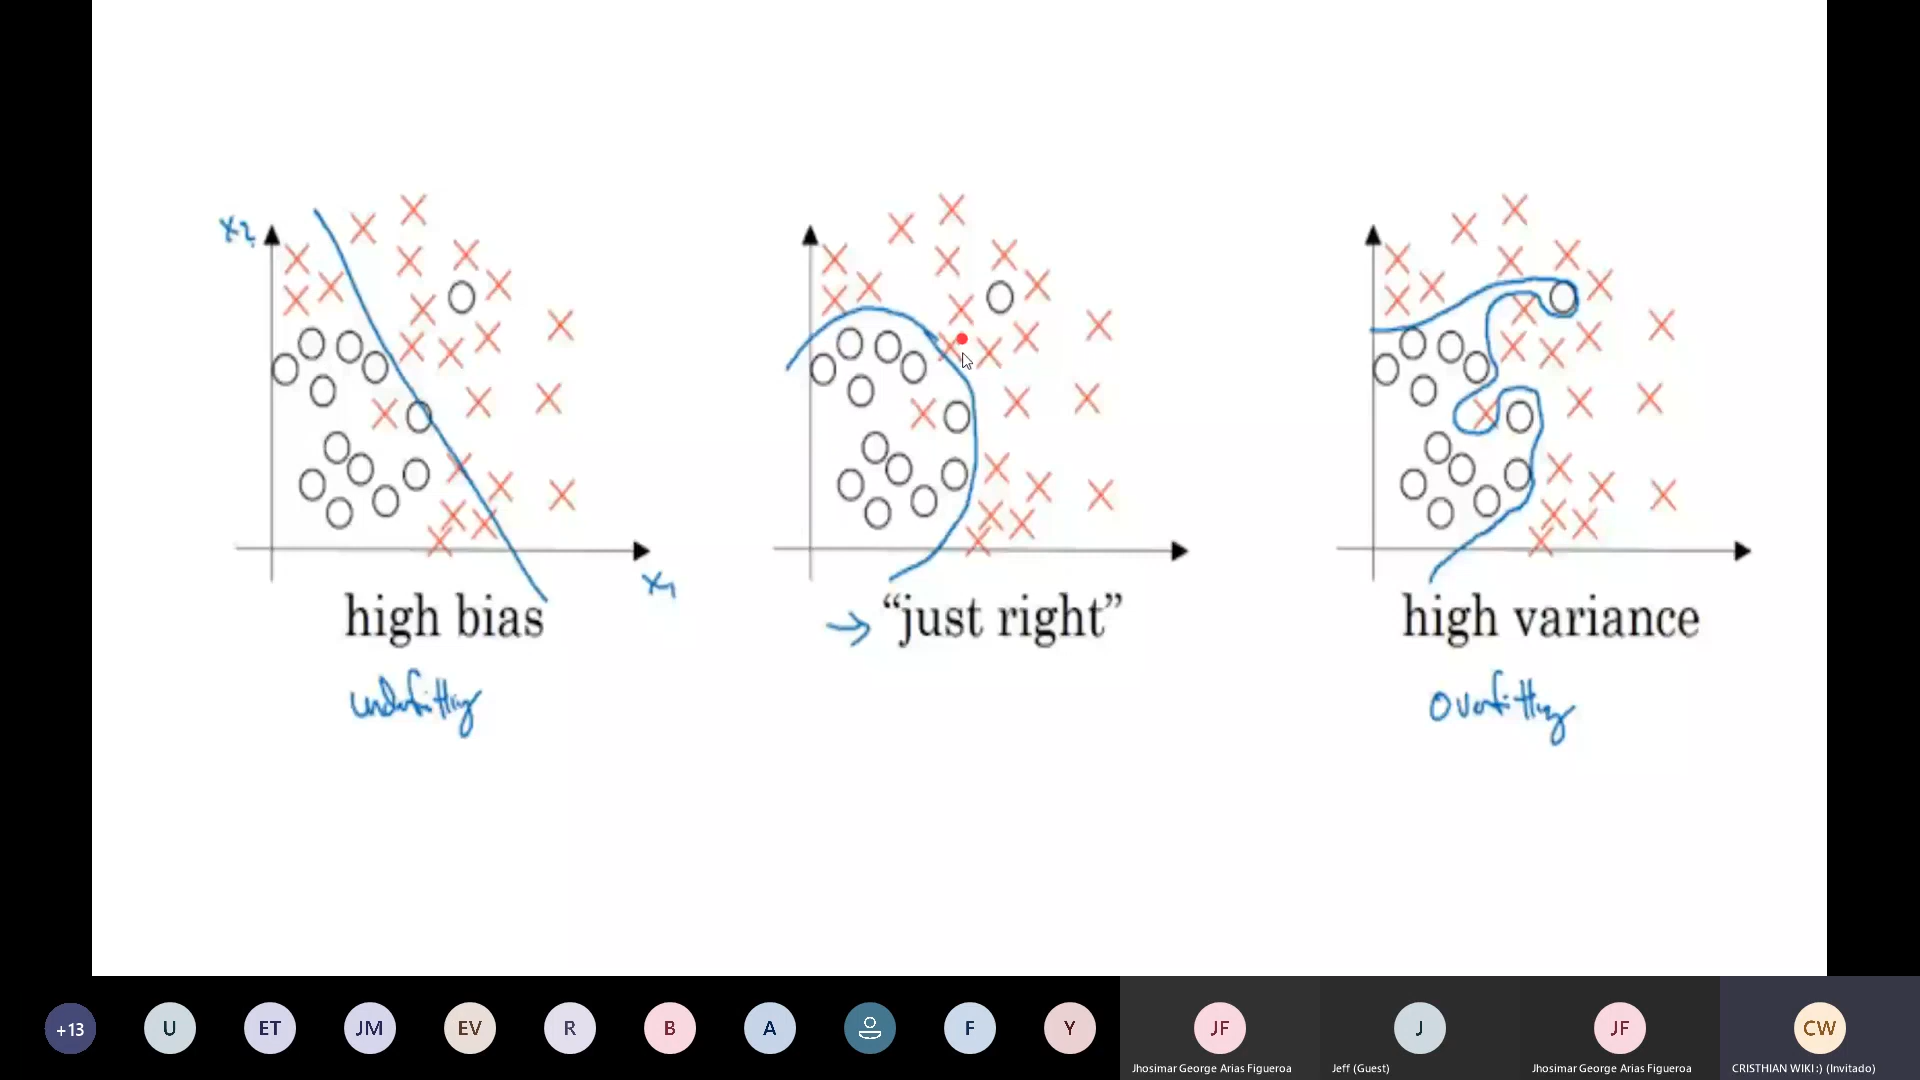 x2
x1
high bias
“just right”
high variance
underfitting
overfitting
+13
U
ET
JM
EV
R
B
A
F
Y
JF
J
JF
CW
Jhosimar George Arias Figueroa
Jeff (Guest)
Jhosimar George Arias Figueroa
CRISTHIAN WIKI :) (Invitado)